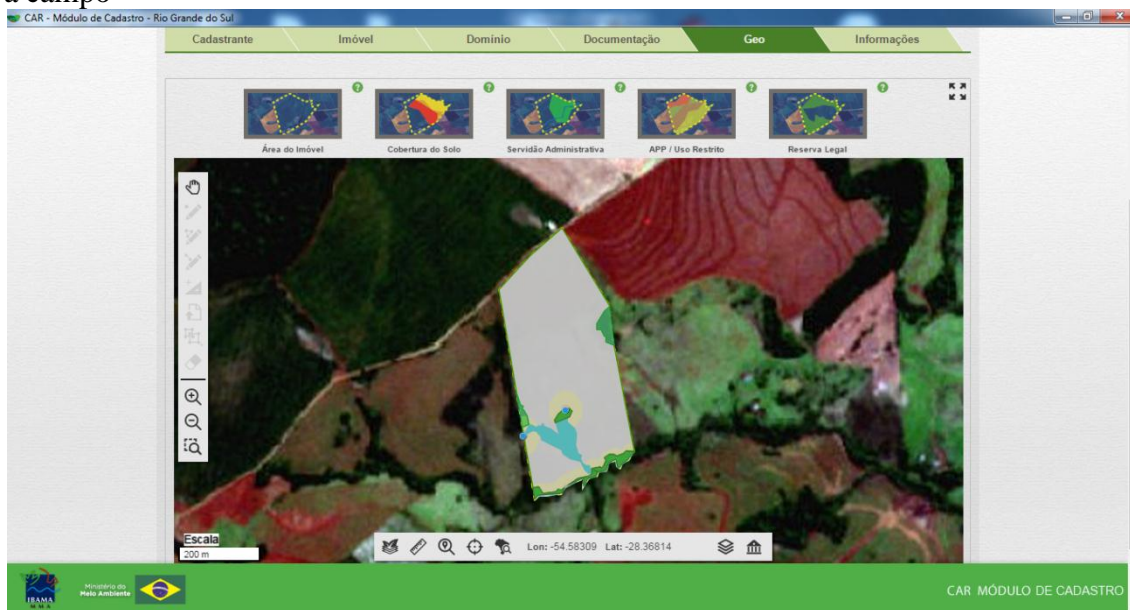 a campo
CAR - Módulo de Cadastro - Rio Grande do Sul
Cadastrante Imóvel Domínio Documentação Geo Informações
Área do Imóvel Cobertura do Solo Servidão Administrativa APP / Uso Restrito Reserva Legal
Escala
200 m
Lon: -54.58309 Lat: -28.36814
IBAMA
M M A
Ministério do
Meio Ambiente
CAR MÓDULO DE CADASTRO